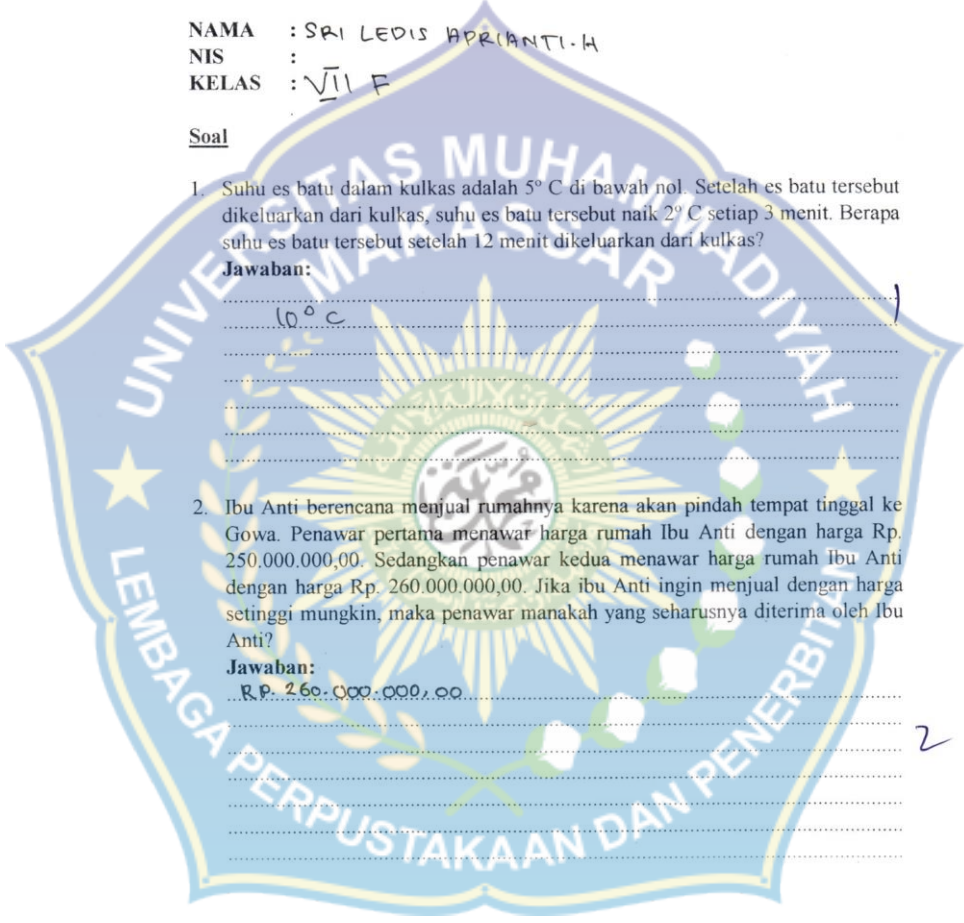 NAMA : SRI LEDIS APRIANTI.H
NIS :
KELAS : VII F
Soal
1. Suhu es batu dalam kulkas adalah 5° C di bawah nol. Setelah es batu tersebut
dikeluarkan dari kulkas, suhu es batu tersebut naik 2° C setiap 3 menit. Berapa
suhu es batu tersebut setelah 12 menit dikeluarkan dari kulkas?
Jawaban:
1
10° C
2. Ibu Anti berencana menjual rumahnya karena akan pindah tempat tinggal ke
Gowa. Penawar pertama menawar harga rumah Ibu Anti dengan harga Rp.
250.000.000,00. Sedangkan penawar kedua menawar harga rumah Ibu Anti
dengan harga Rp. 260.000.000,00. Jika ibu Anti ingin menjual dengan harga
setinggi mungkin, maka penawar manakah yang seharusnya diterima oleh Ibu
Anti?
Jawaban:
RP. 260.000.000,00
2
UNIVERSITAS MUHAMMADIYAH
MAKASSAR
LEMBAGA PERPUSTAKAAN DAN PENERBITAN